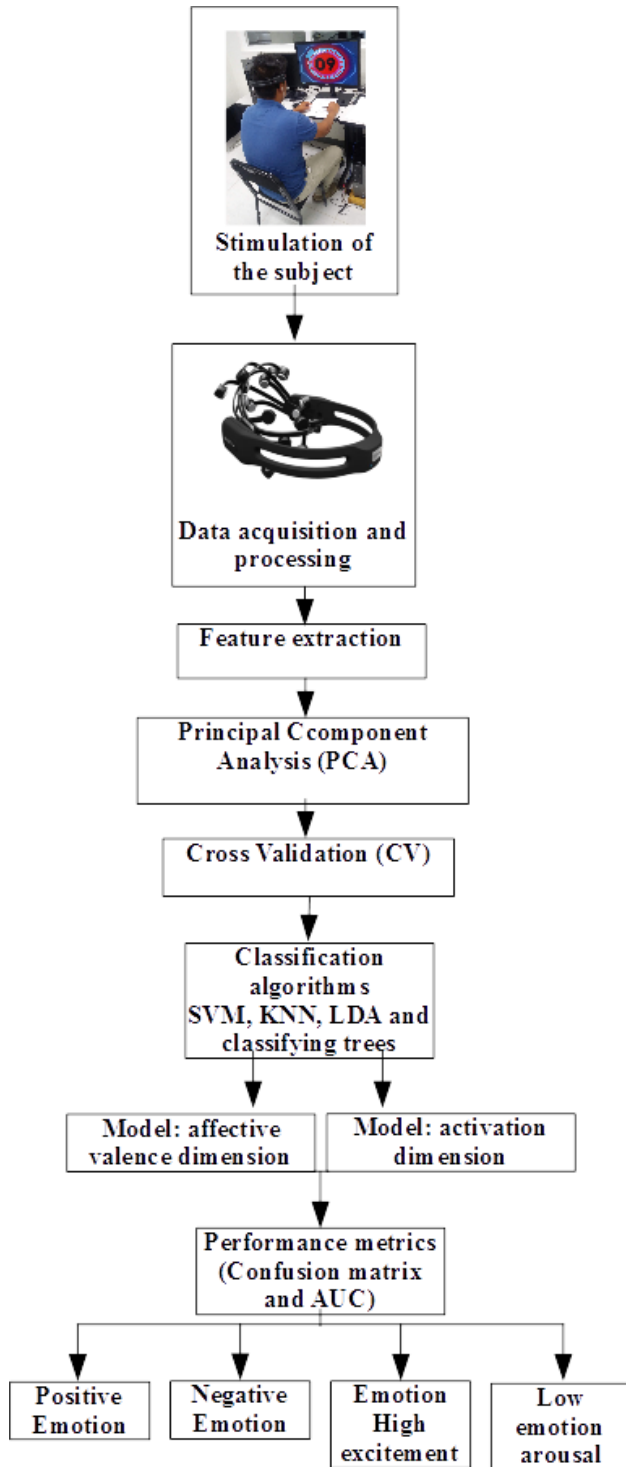 09
Stimulation of
the subject
Data acquisition and
processing
Feature extraction
Principal Ccomponent
Analysis (PCA)
Cross Validation (CV)
Classification
algorithms
SVM, KNN, LDA and
classifying trees
Model: affective
valence dimension
Model: activation
dimension
Performance metrics
(Confusion matrix
and AUC)
Positive
Emotion
Negative
Emotion
Emotion
High
excitement
Low
emotion
arousal